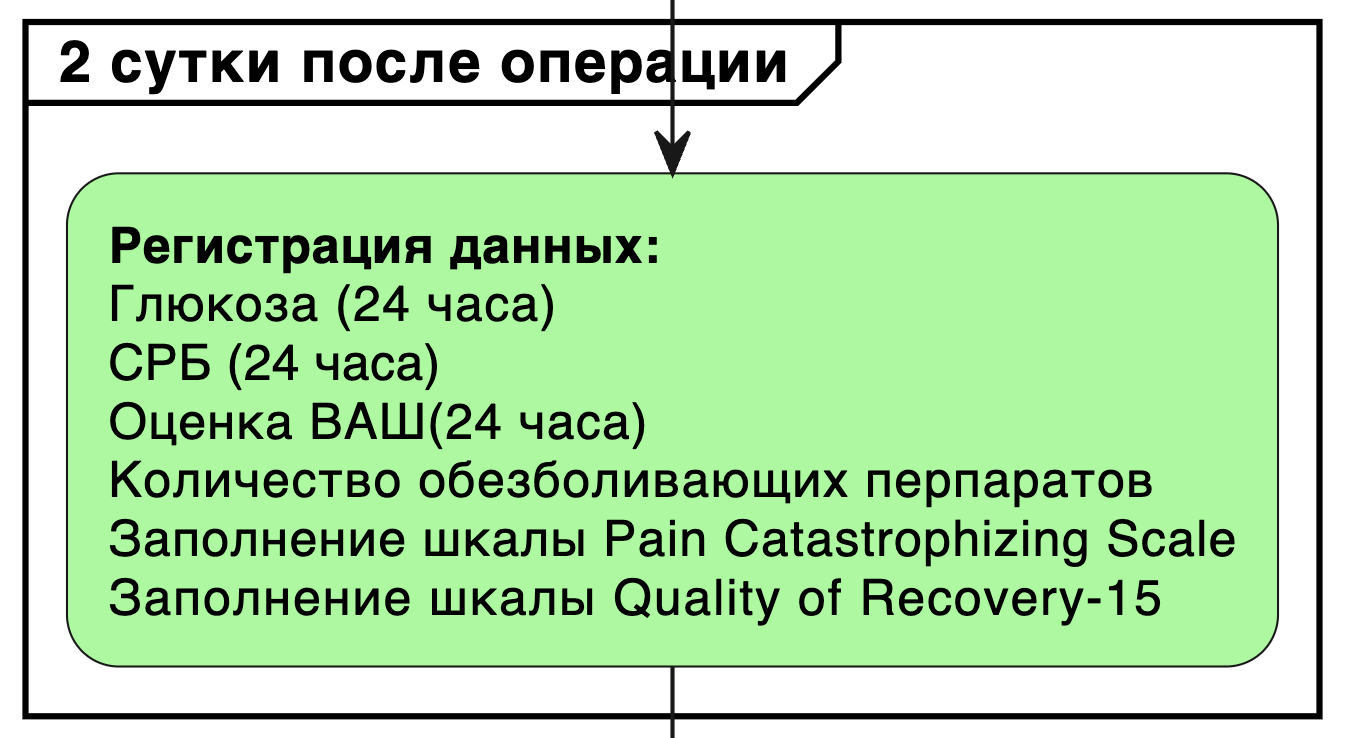 2 сутки после операции
Регистрация данных:
Глюкоза (24 часа)
СРБ (24 часа)
Оценка ВАШ(24 часа)
Количество обезболивающих перпаратов
Заполнение шкалы Pain Catastrophizing Scale
Заполнение шкалы Quality of Recovery-15